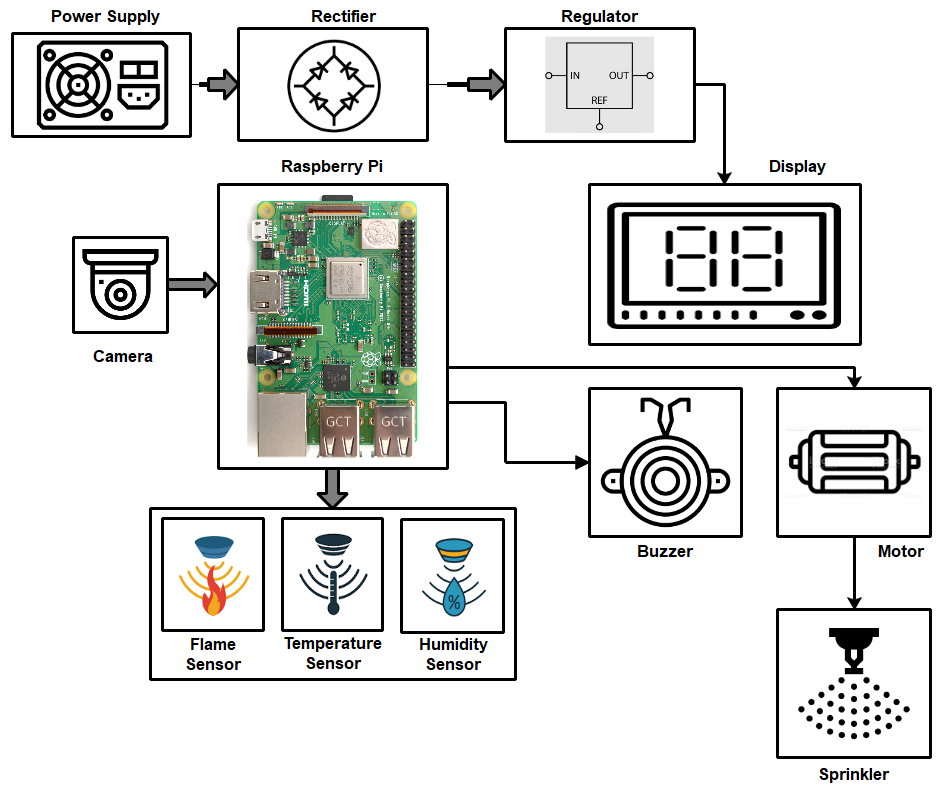 Power Supply
Rectifier
Regulator
IN
OUT
REF
Raspberry Pi
Display
Camera
GCT
GCT
Buzzer
Motor
Flame
Sensor
Temperature
Sensor
Humidity
Sensor
%
Sprinkler